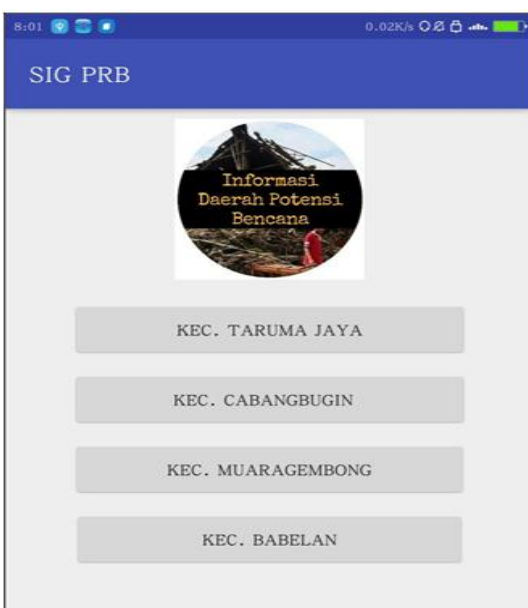 8:01
0.02K/s
SIG PRB
Informasi
Daerah Potensi
Bencana
KEC. TARUMA JAYA
KEC. CABANGBUGIN
KEC. MUARAGEMBONG
KEC. BABELAN